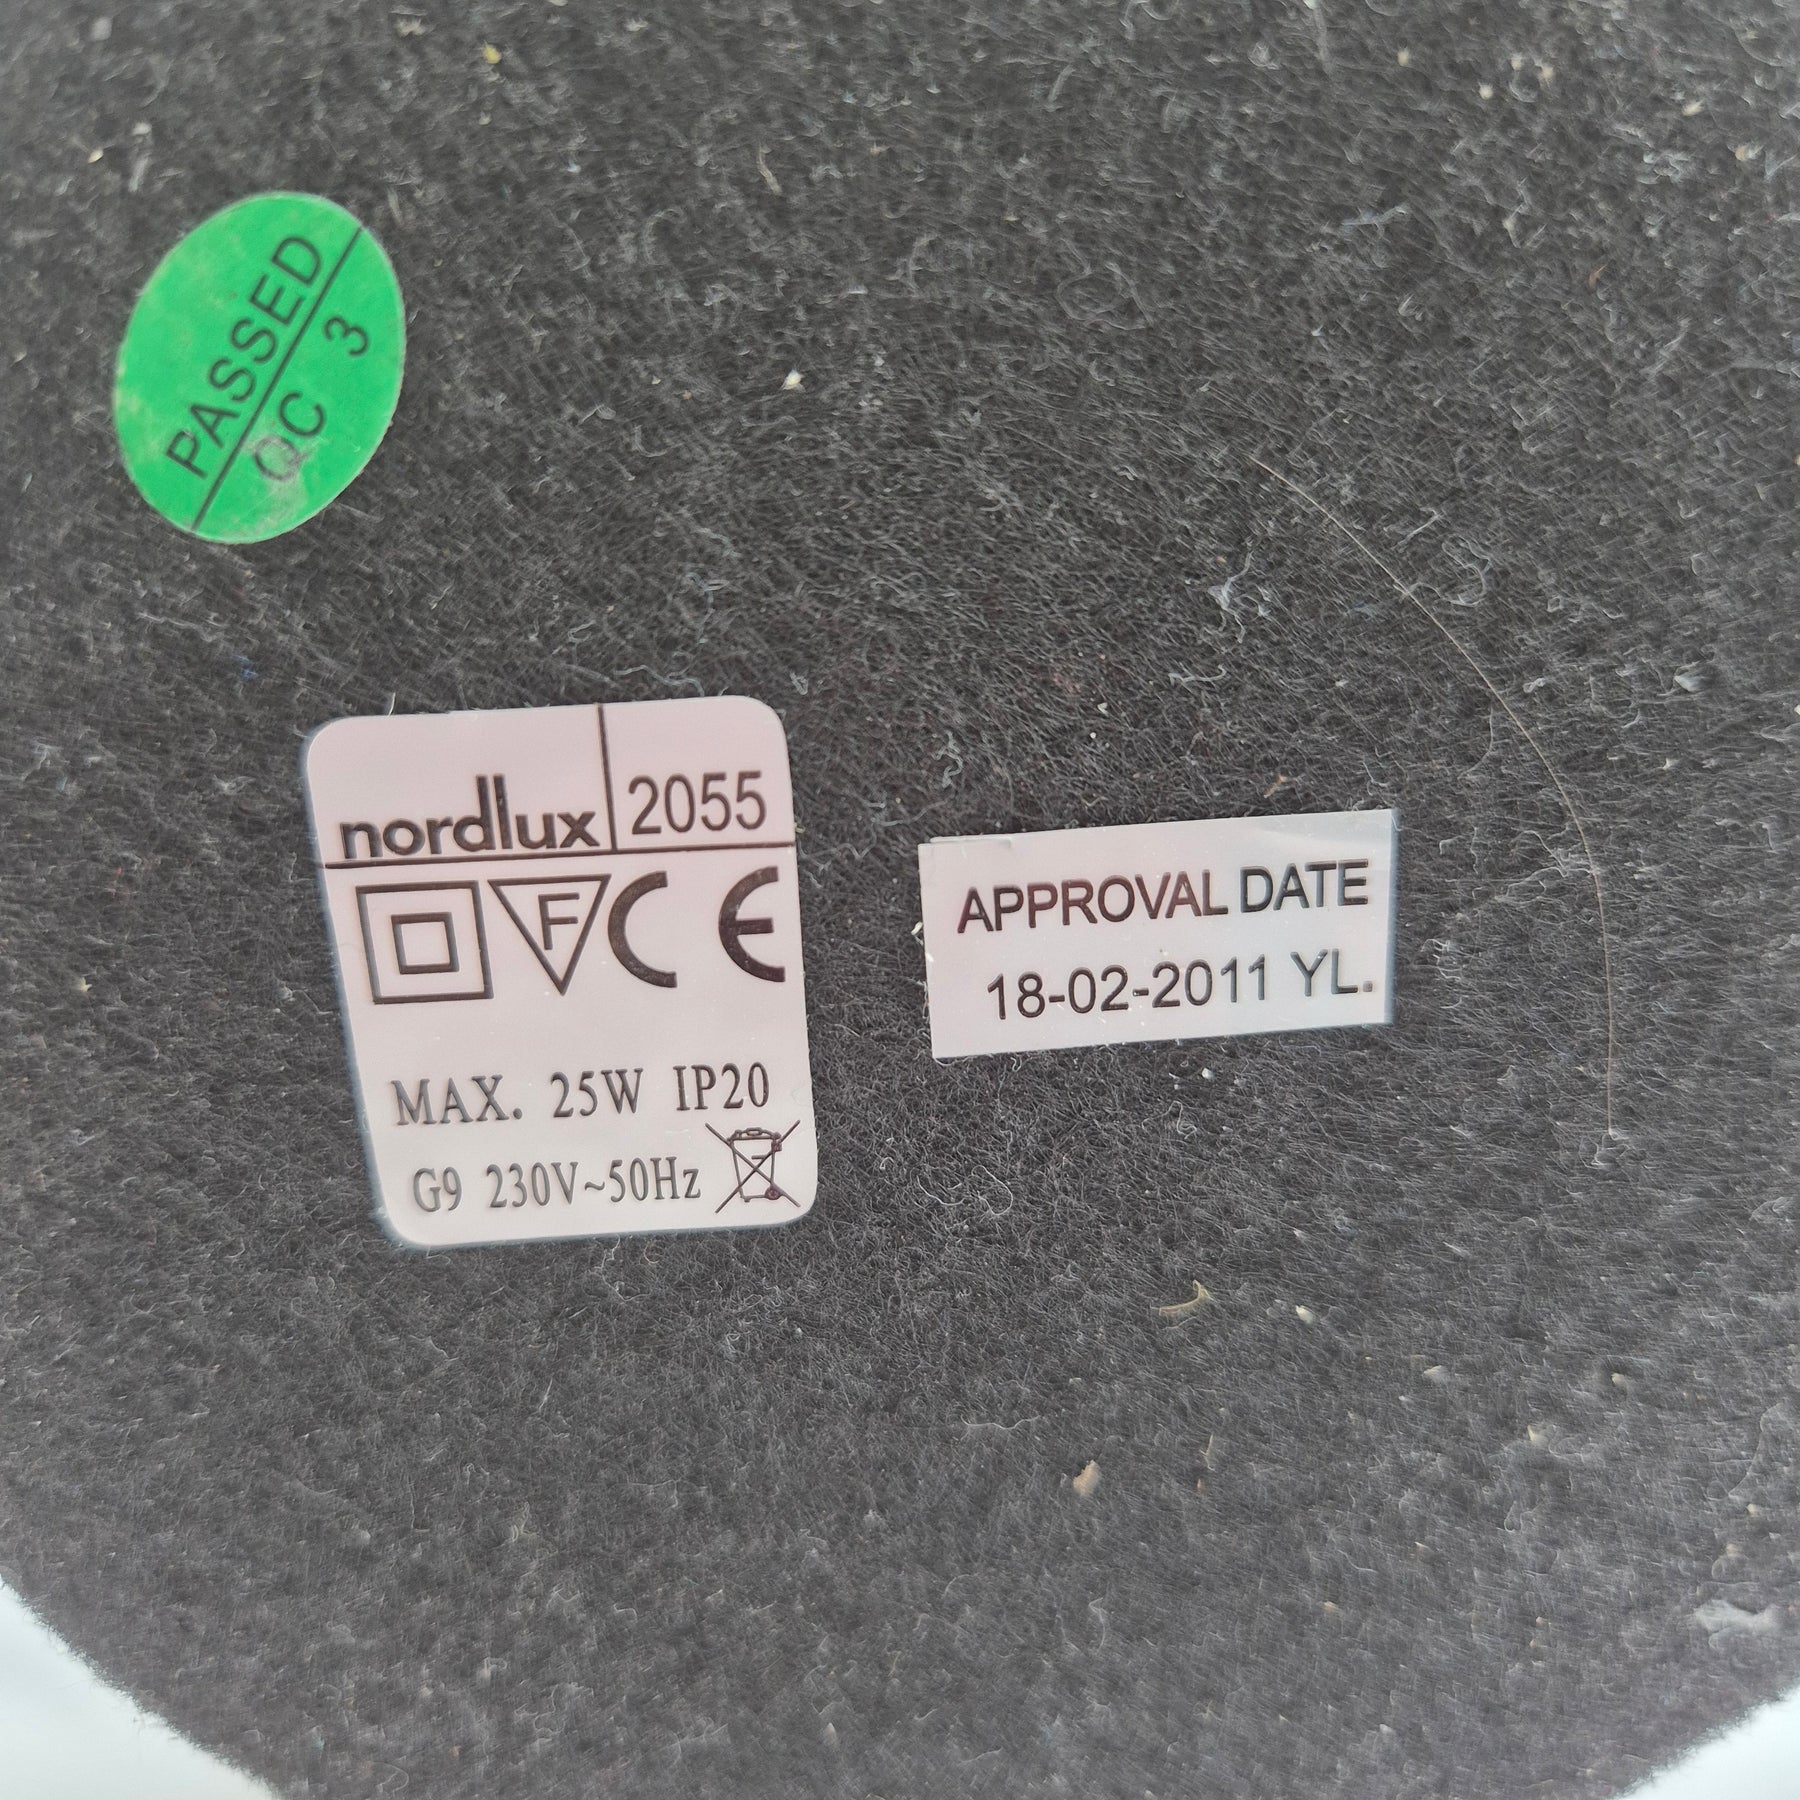 PASSED
QC 3
nordlux 2055
F CE
MAX. 25W IP20
G9 230V~50Hz
APPROVAL DATE
18-02-2011 YL.